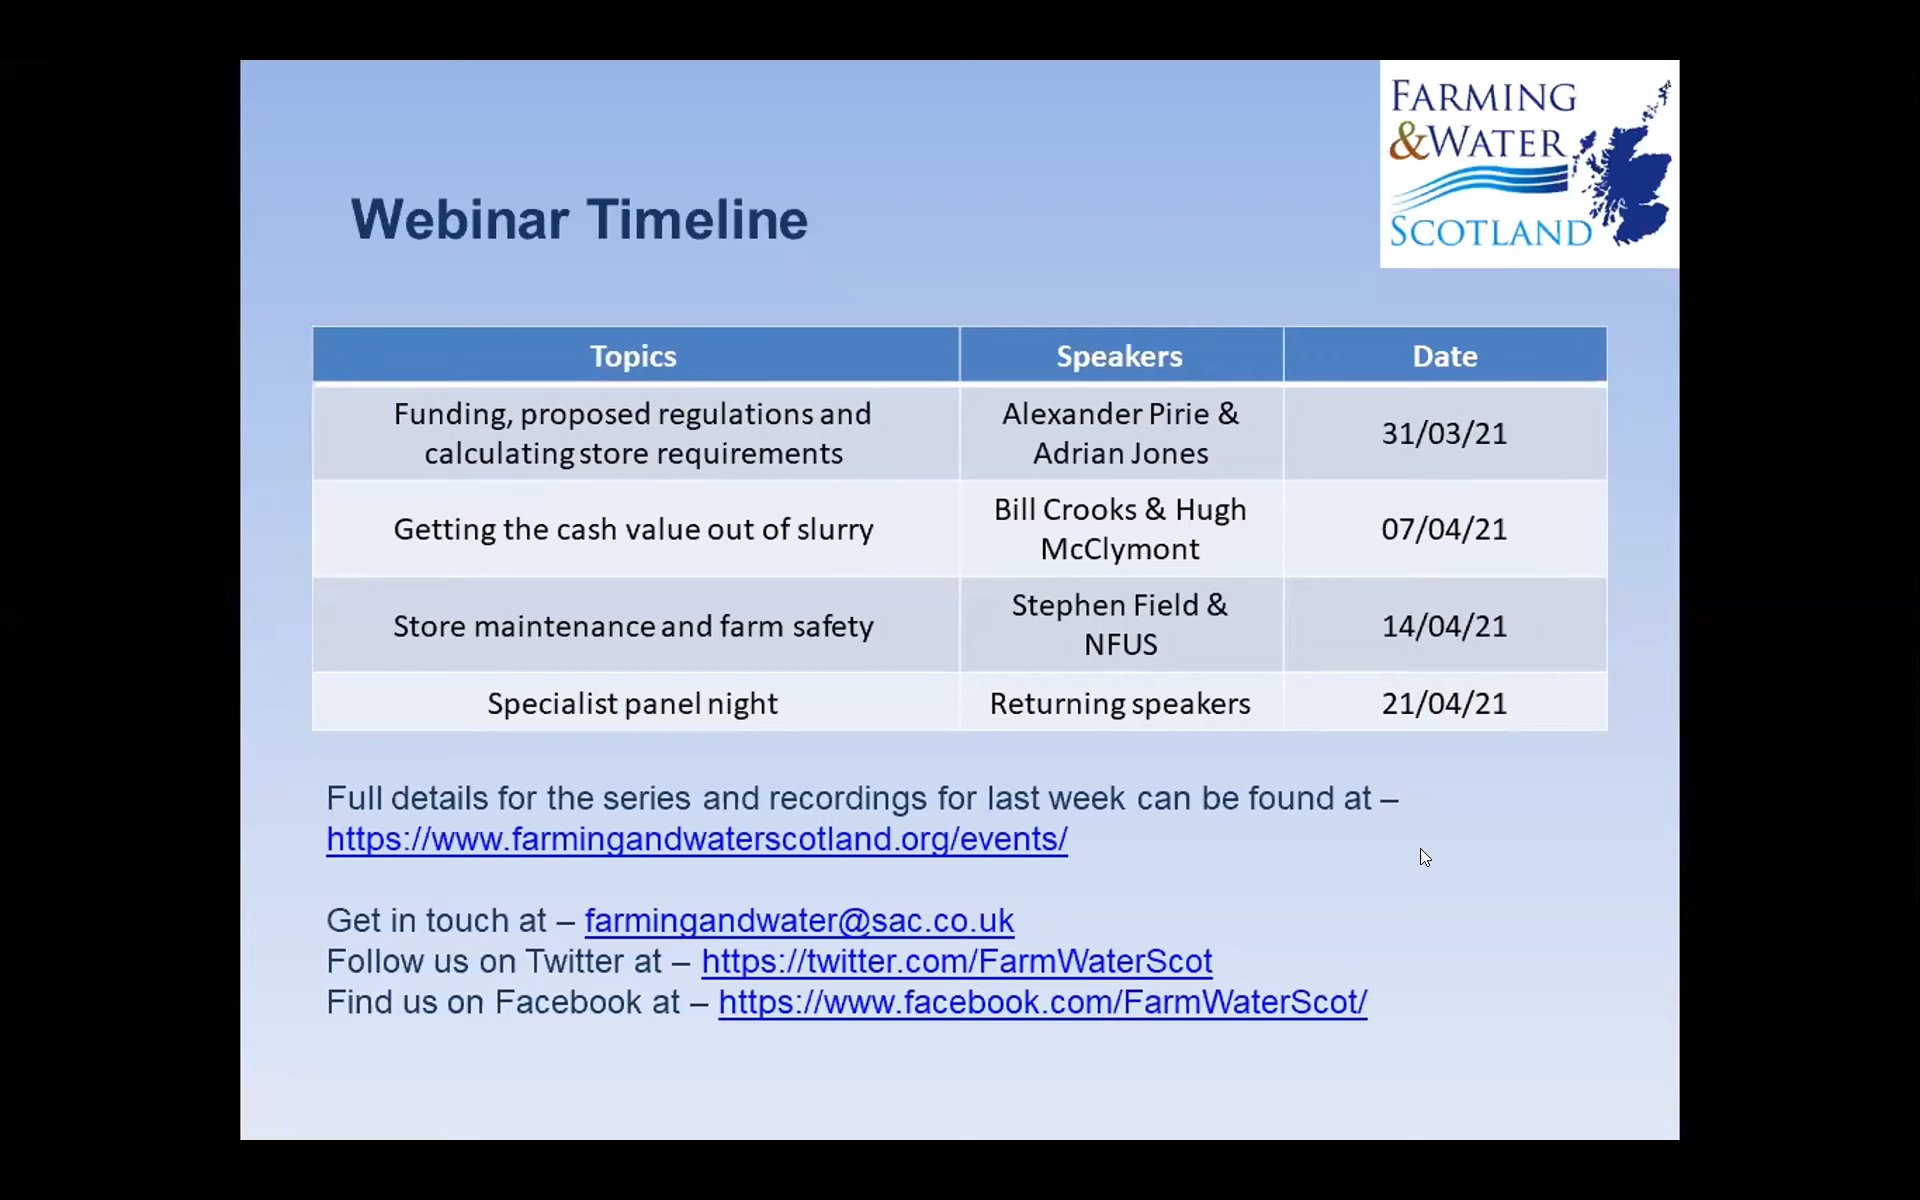 FARMING
&WATER
SCOTLAND
Webinar Timeline
Topics
Speakers
Date
Funding, proposed regulations and
calculating store requirements
Alexander Pirie &
Adrian Jones
31/03/21
Getting the cash value out of slurry
Bill Crooks & Hugh
McClymont
07/04/21
Store maintenance and farm safety
Stephen Field &
NFUS
14/04/21
Specialist panel night
Returning speakers
21/04/21
Full details for the series and recordings for last week can be found at –
https://www.farmingandwaterscotland.org/events/
Get in touch at – farmingandwater@sac.co.uk
Follow us on Twitter at – https://twitter.com/FarmWaterScot
Find us on Facebook at – https://www.facebook.com/FarmWaterScot/